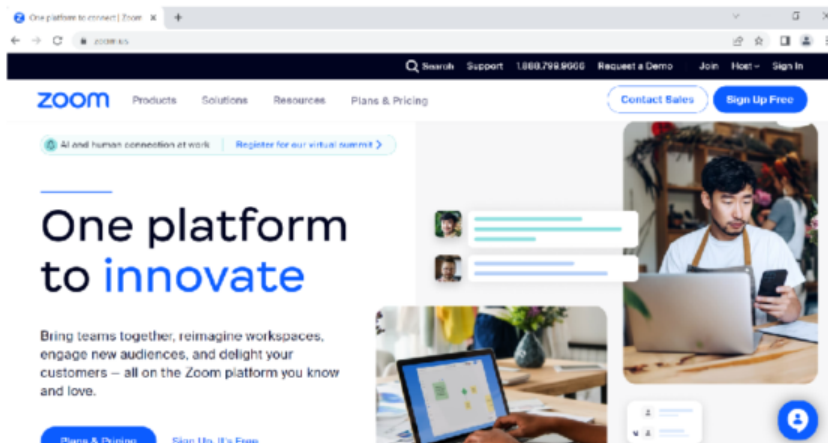 One platform to connect | Zoom
zoom.us
Search Support 1.888.799.9666 Request a Demo Join Host Sign In
zoom Products Solutions Resources Plans & Pricing Contact Sales Sign Up Free
AI and human connection at work Register for our virtual summit
One platform
to innovate
Bring teams together, reimagine workspaces,
engage new audiences, and delight your
customers — all on the Zoom platform you know
and love.
Plans & Pricing Sign Up, It's Free